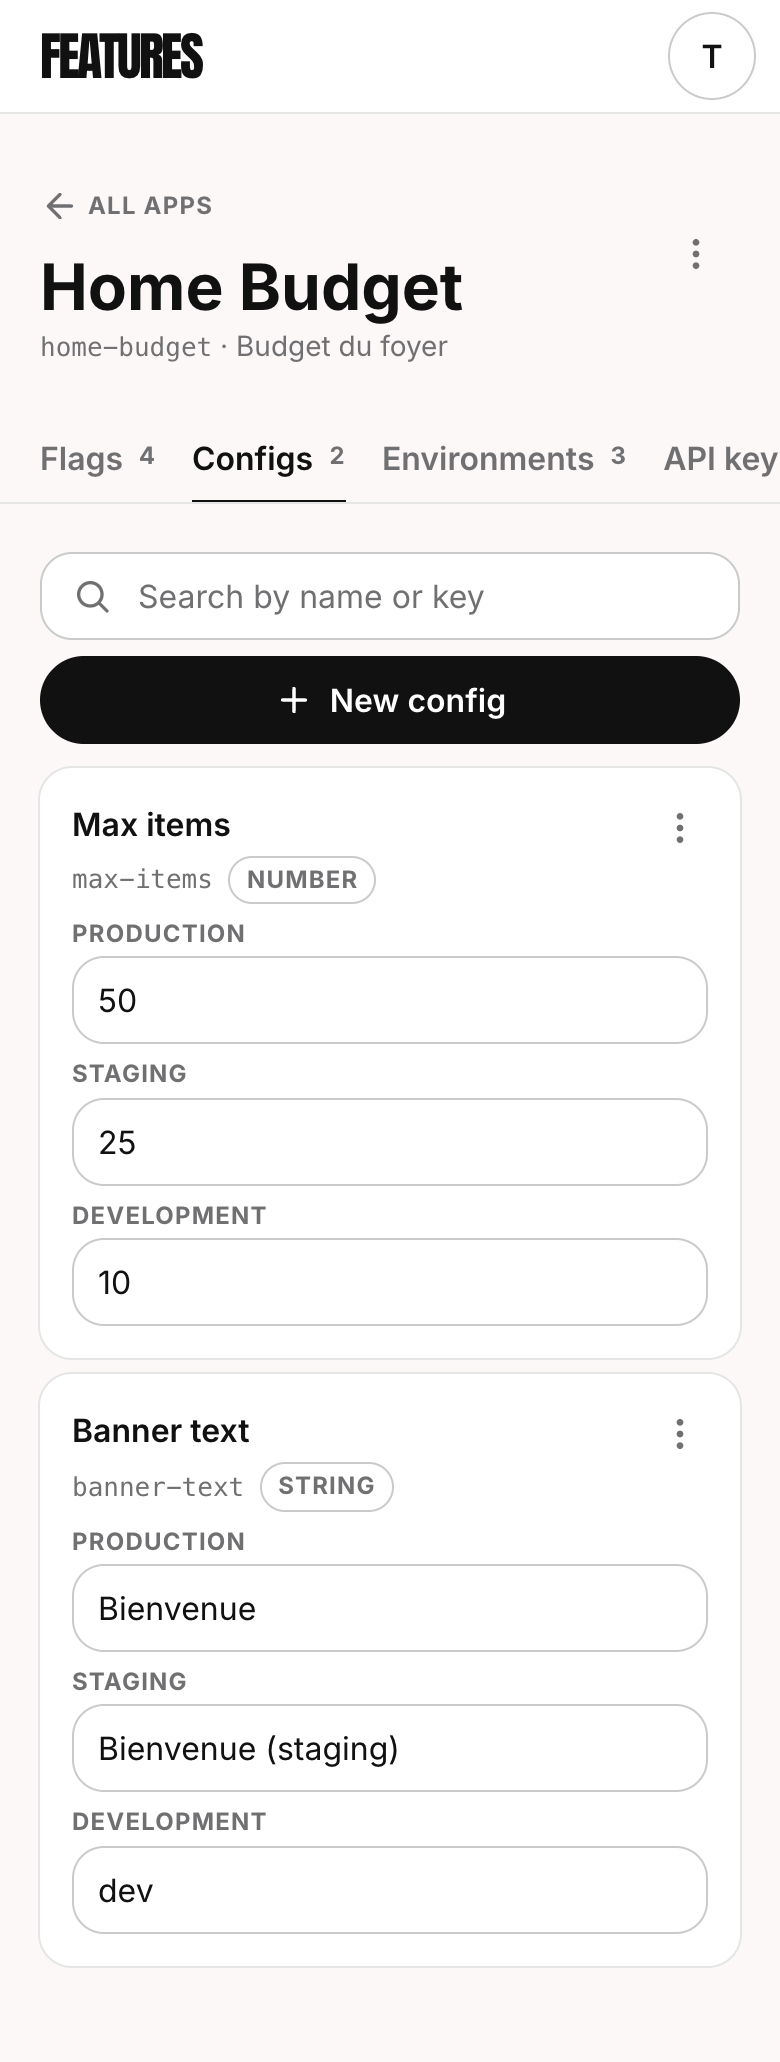 FEATURES
T
ALL APPS
Home Budget
home-budget · Budget du foyer
Flags 4 Configs 2 Environments 3 API key
Search by name or key
New config
Max items
max-items NUMBER
PRODUCTION
50
STAGING
25
DEVELOPMENT
10
Banner text
banner-text STRING
PRODUCTION
Bienvenue
STAGING
Bienvenue (staging)
DEVELOPMENT
dev